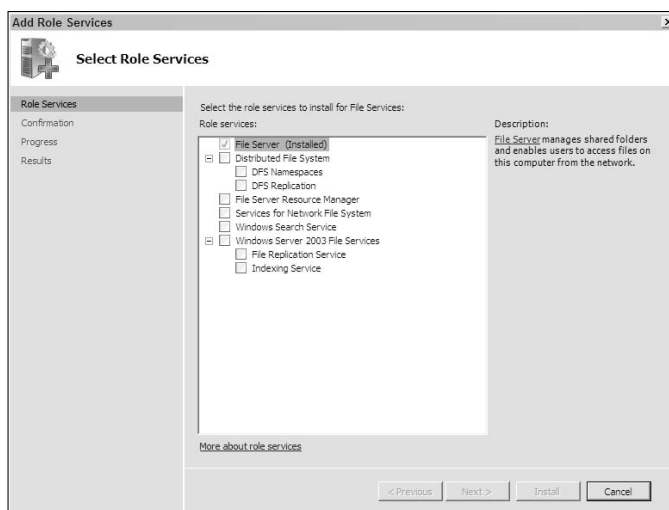 Add Role Services
Select Role Services
Role Services
Confirmation
Progress
Results
Select the role services to install for File Services:
Role services:
File Server (Installed)
Distributed File System
DFS Namespaces
DFS Replication
File Server Resource Manager
Services for Network File System
Windows Search Service
Windows Server 2003 File Services
File Replication Service
Indexing Service
More about role services
Description:
File Server manages shared folders
and enables users to access files on
this computer from the network.
< Previous
Next >
Install
Cancel